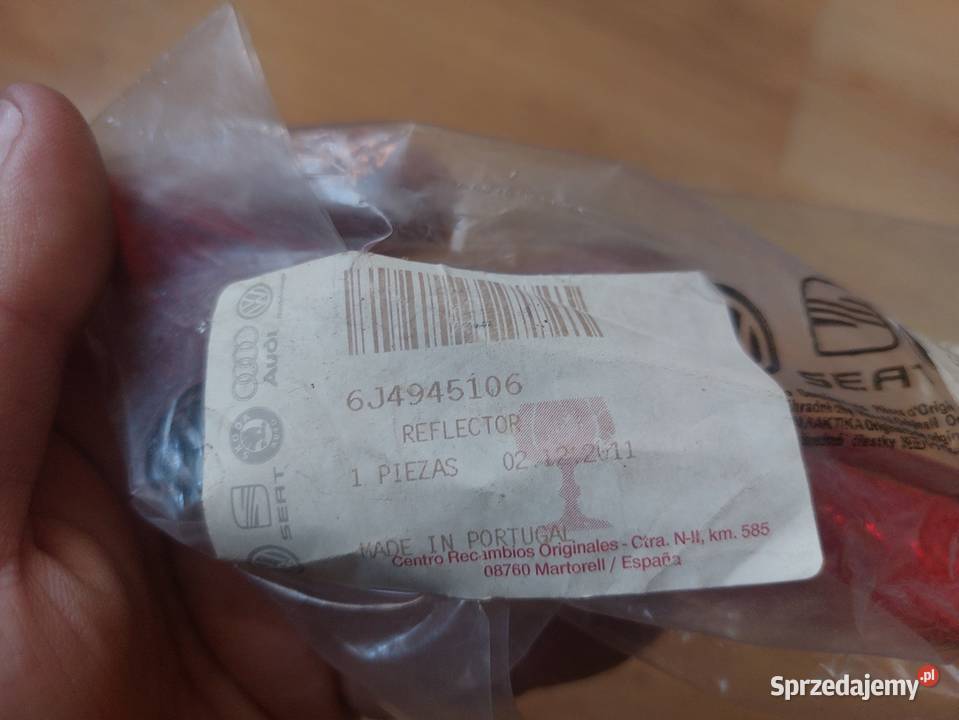 6J4945106
REFLECTOR
1 PIEZAS 02.12.2011
MADE IN PORTUGAL
Centro Recambios Originales - Ctra. N-II, km. 585
08760 Martorell / España
Audi
SEAT
SEAT
Sprzedajemy.pl